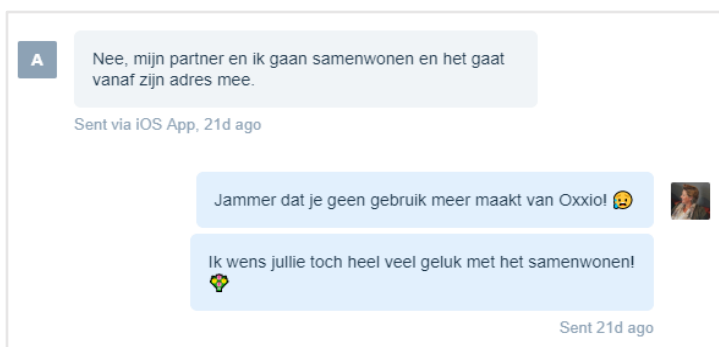 A
Nee, mijn partner en ik gaan samenwonen en het gaat
vanaf zijn adres mee.
Sent via iOS App, 21d ago
Jammer dat je geen gebruik meer maakt van Oxxio! 😥
Ik wens jullie toch heel veel geluk met het samenwonen!
💐
Sent 21d ago